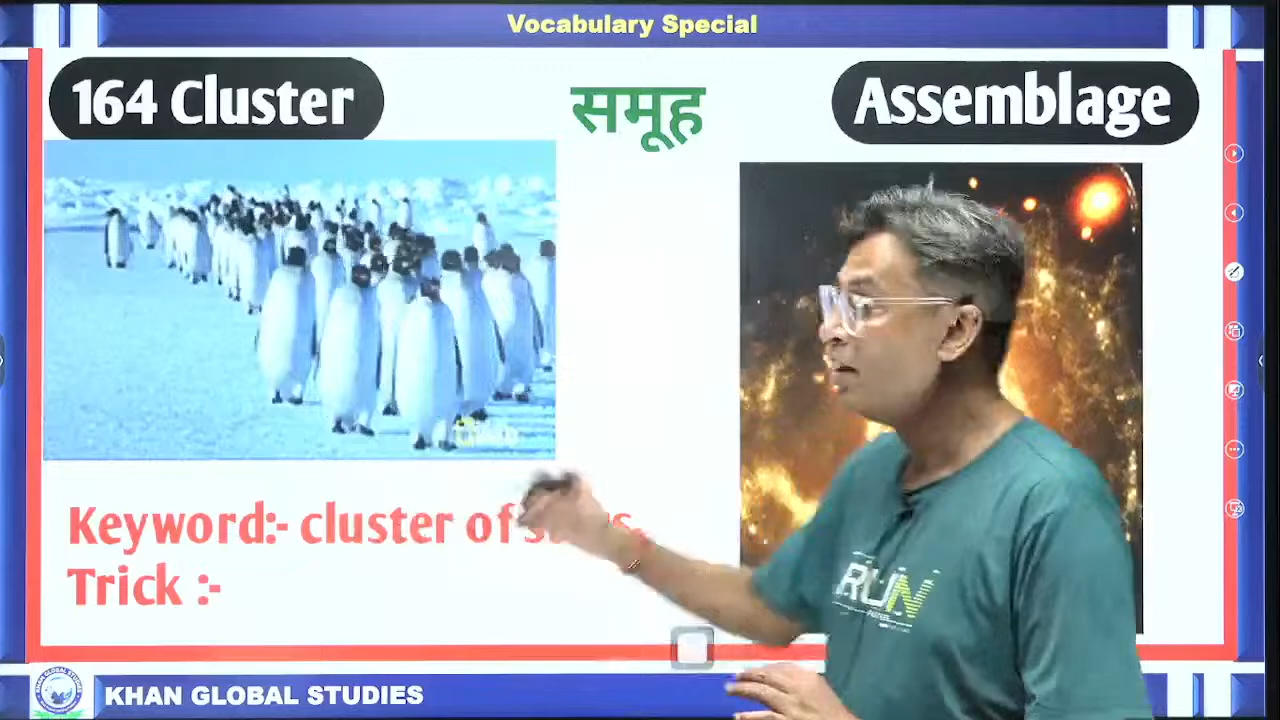 Vocabulary Special
164 Cluster
समूह
Assemblage
Keyword:- cluster of
Trick :-
RUN
KHAN GLOBAL STUDIES